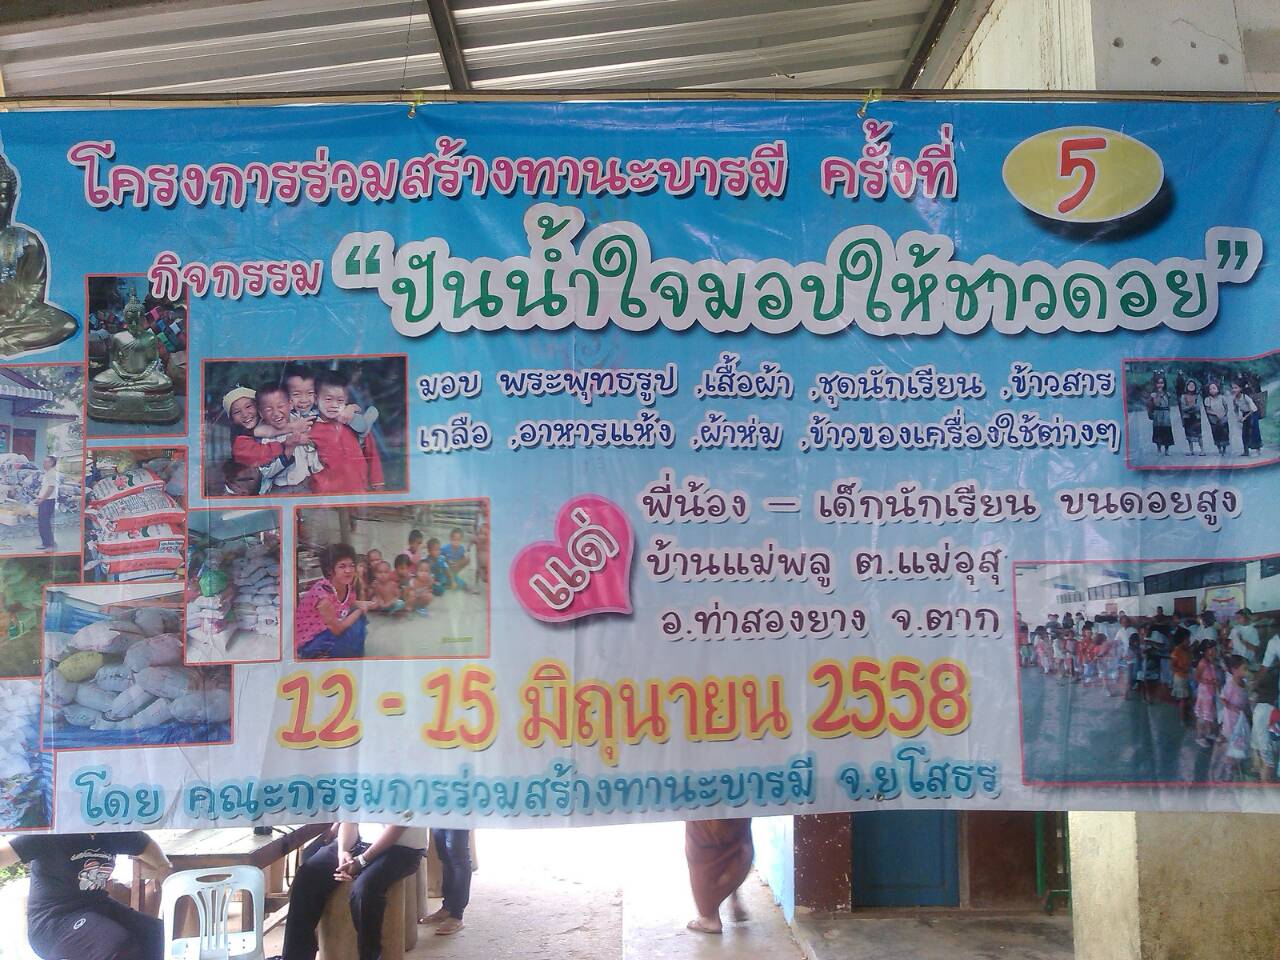 โครงการร่วมสร้างทานะบารมี ครั้งที่ 5
กิจกรรม “ปันน้ำใจมอบให้ชาวดอย”
มอบ พระพุทธรูป ,เสื้อผ้า ,ชุดนักเรียน ,ข้าวสาร
เกลือ ,อาหารแห้ง ,ผ้าห่ม ,ข้าวของเครื่องใช้ต่างๆ
แด่
พี่น้อง – เด็กนักเรียน บนดอยสูง
บ้านแม่พลู ต.แม่อุสุ
อ.ท่าสองยาง จ.ตาก
12 - 15 มิถุนายน 2558
โดย คณะกรรมการร่วมสร้างทานะบารมี จ.ยโสธร